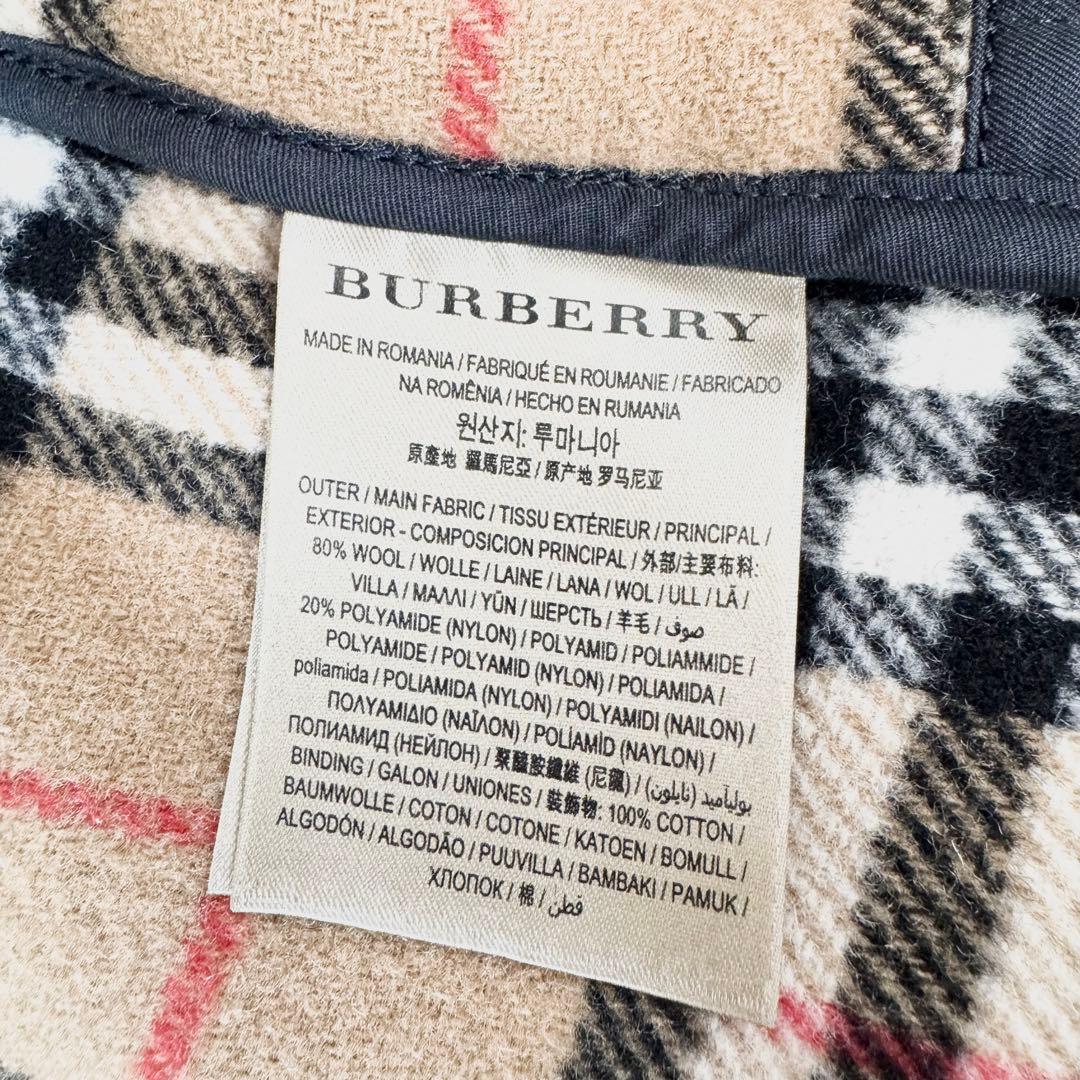 BURBERRY
MADE IN ROMANIA / FABRIQUÉ EN ROUMANIE / FABRICADO
NA ROMÊNIA / HECHO EN RUMANIA
원산지: 루마니아
原產地 羅馬尼亞 / 原产地 罗马尼亚
OUTER / MAIN FABRIC / TISSU EXTÉRIEUR / PRINCIPAL /
EXTERIOR - COMPOSICION PRINCIPAL / 外部/主要布料:
80% WOOL / WOLLE / LAINE / LANA / WOL / ULL / LÃ /
VILLA / ΜΑΛΛΙ / YÜN / ШЕРСТЬ / 羊毛 / صوف
20% POLYAMIDE (NYLON) / POLYAMID / POLIAMMIDE /
POLYAMIDE / POLYAMID (NYLON) / POLIAMIDA /
poliamida / POLIAMIDA (NYLON) / POLYAMIDI (NAILON) /
ΠΟΛΥΑΜΙΔΙΟ (ΝΑΪΛΟΝ) / POLİAMİD (NAYLON) /
ПОЛИАМИД (НЕЙЛОН) / 聚醯胺纖維 (尼龍) / بوليأميد (نايلون) /
BINDING / GALON / UNIONES / 裝飾物: 100% COTTON /
BAUMWOLLE / COTON / COTONE / KATOEN / BOMULL /
ALGODÓN / ALGODÃO / PUUVILLA / BAMBAKI / PAMUK /
ХЛОПОК / 棉 / قطن